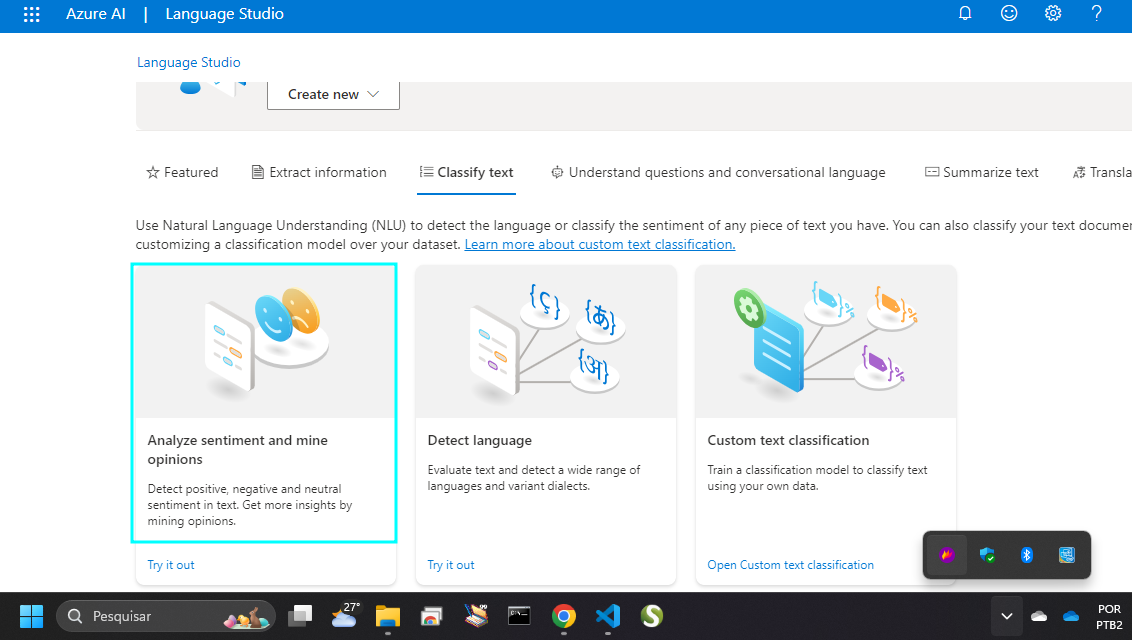 Azure AI | Language Studio
Language Studio
Create new
Featured
Extract information
Classify text
Understand questions and conversational language
Summarize text
Transla
Use Natural Language Understanding (NLU) to detect the language or classify the sentiment of any piece of text you have. You can also classify your text documen
customizing a classification model over your dataset. Learn more about custom text classification.
{ç}
{あ}
{अ}
{ }%
{ }%
{ }%
Analyze sentiment and mine
opinions
Detect positive, negative and neutral
sentiment in text. Get more insights by
mining opinions.
Try it out
Detect language
Evaluate text and detect a wide range of
languages and variant dialects.
Try it out
Custom text classification
Train a classification model to classify text
using your own data.
Open Custom text classification
Pesquisar
27°
POR
PTB2